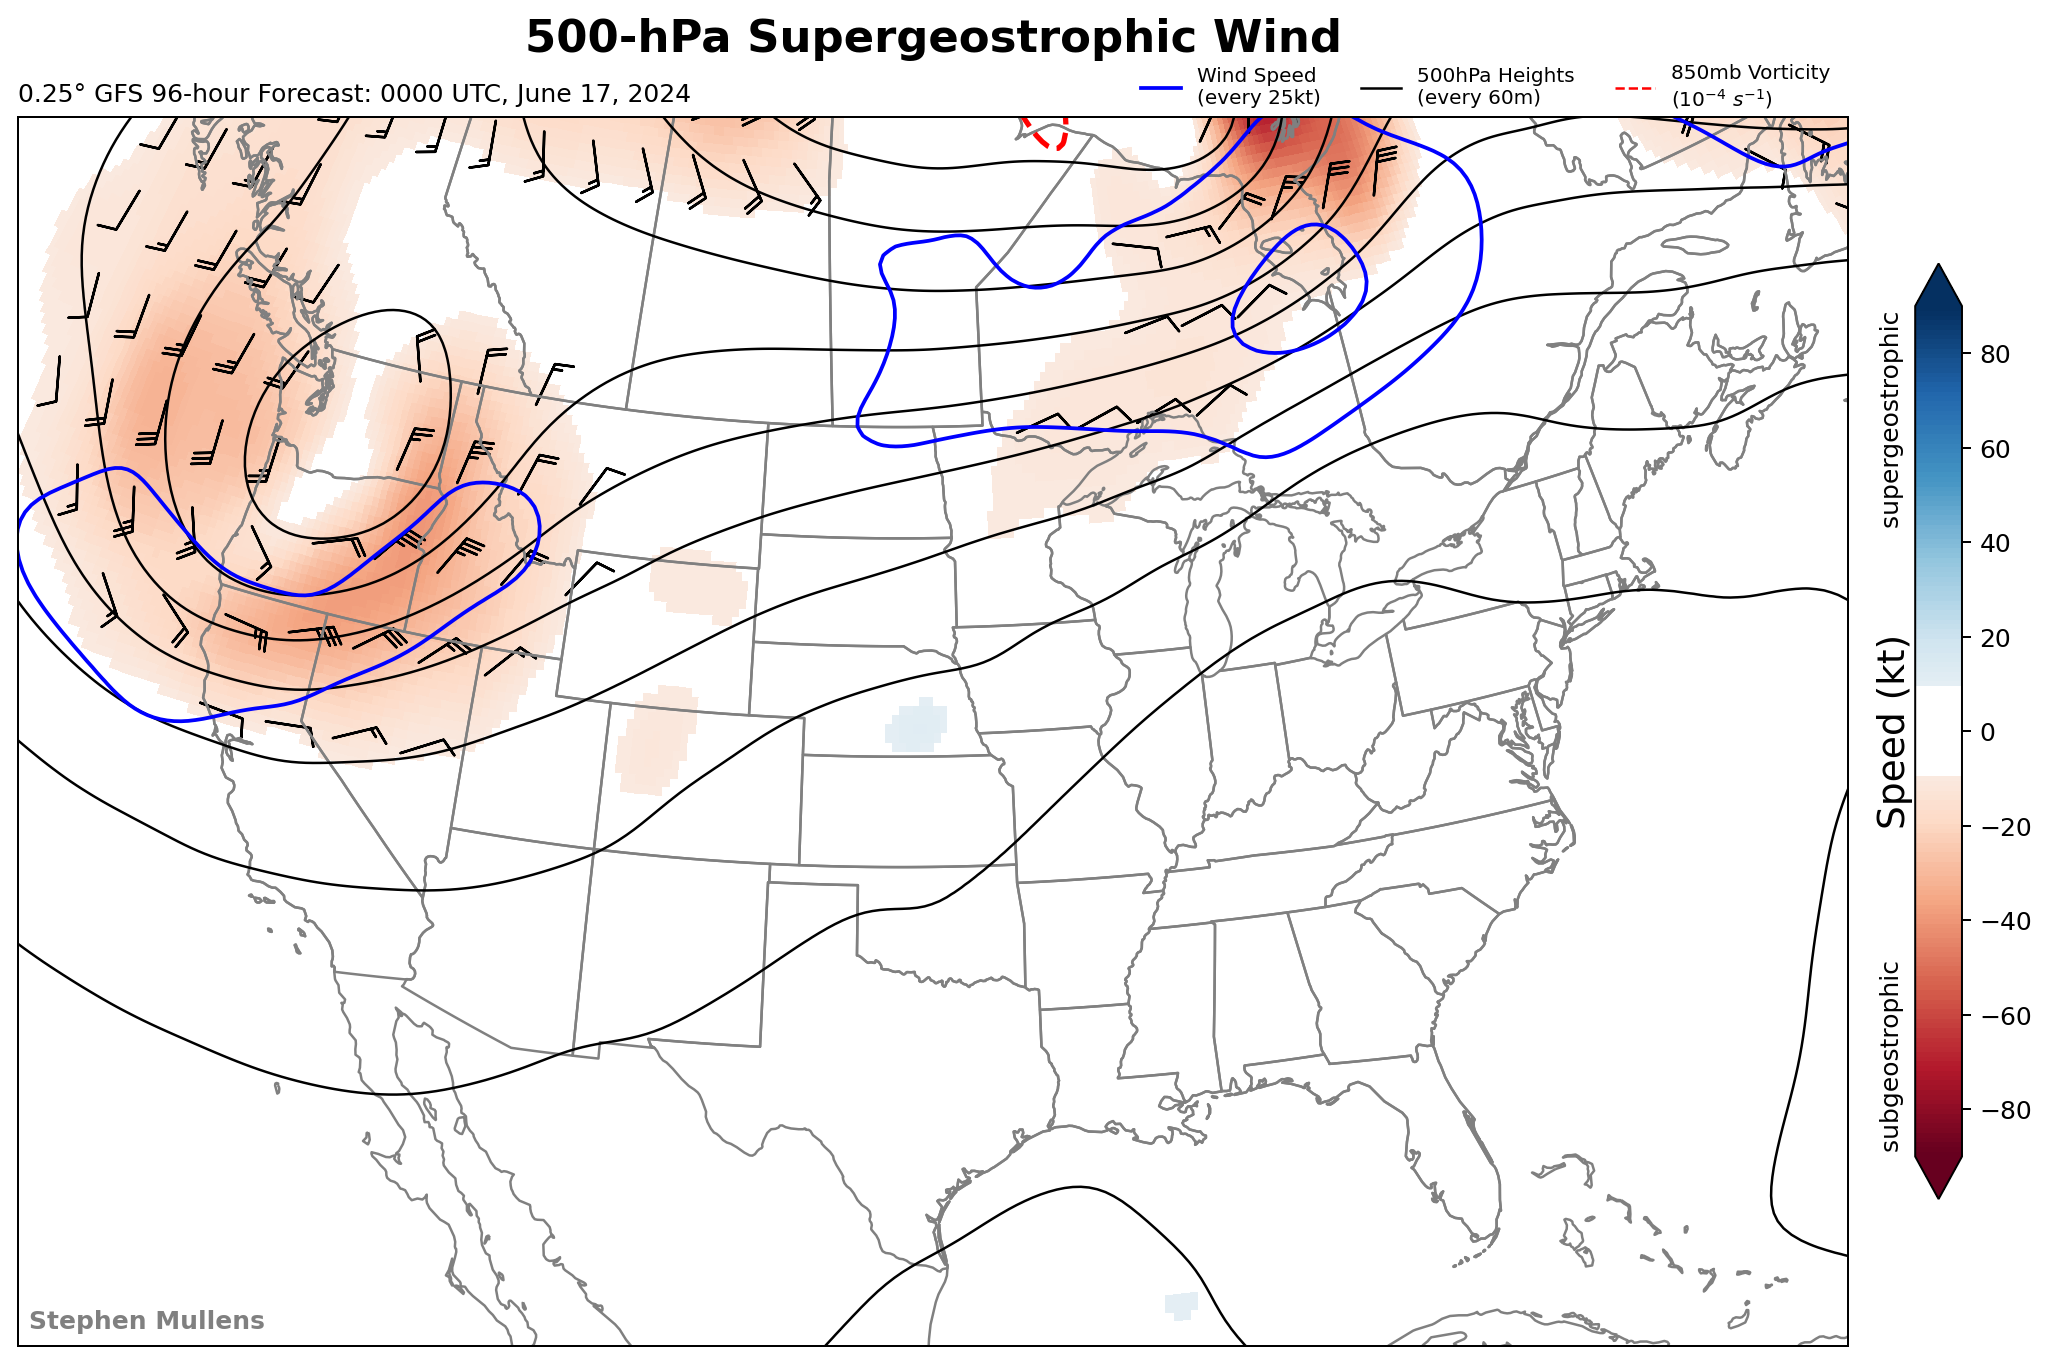 500-hPa Supergeostrophic Wind
0.25° GFS 96-hour Forecast: 0000 UTC, June 17, 2024
Wind Speed
(every 25kt)
500hPa Heights
(every 60m)
850mb Vorticity
(10⁻⁴ s⁻¹)
supergeostrophic
Speed (kt)
subgeostrophic
80
60
40
20
0
−20
−40
−60
−80
Stephen Mullens